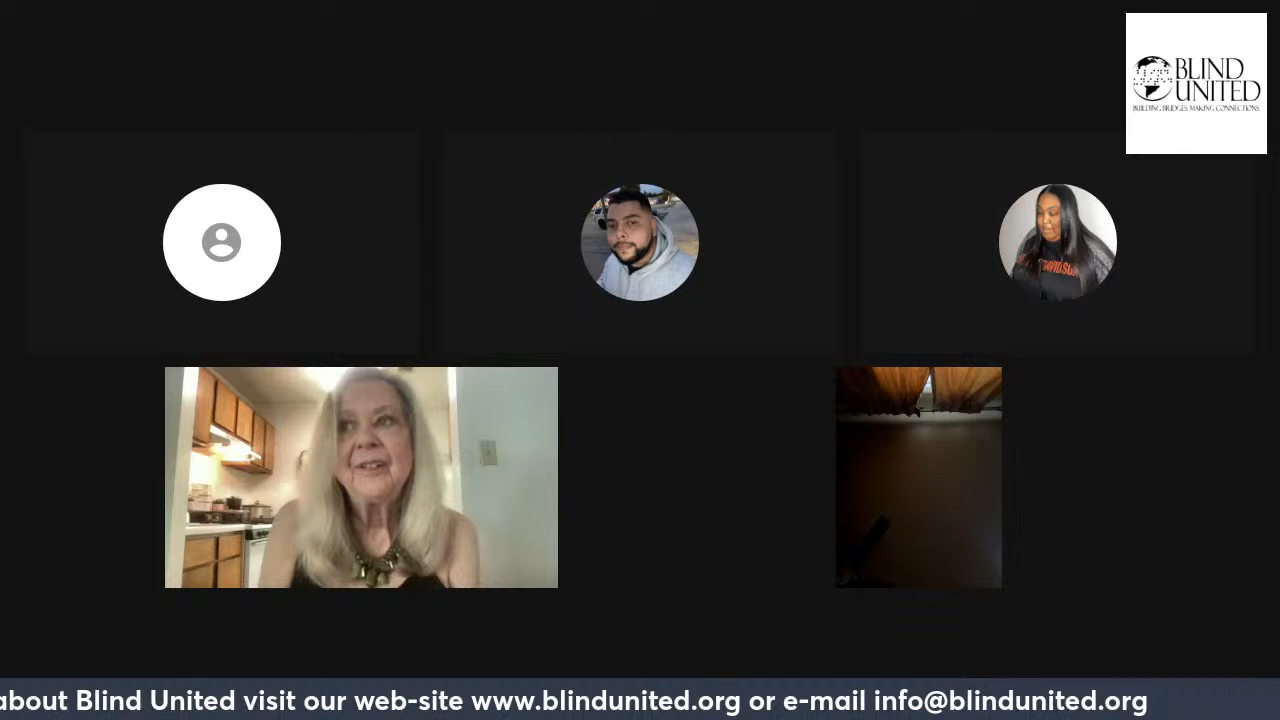 BLIND
UNITED
BUILDING BRIDGES, MAKING CONNECTIONS.
DAVIDSON
about Blind United visit our web-site www.blindunited.org or e-mail info@blindunited.org